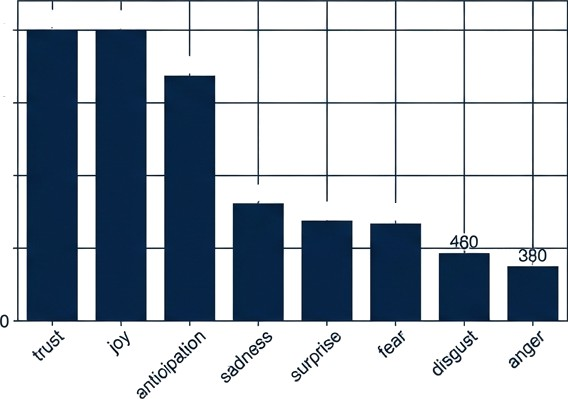 460
380
0
trust
joy
antioipation
sadness
surprise
fear
disgust
anger